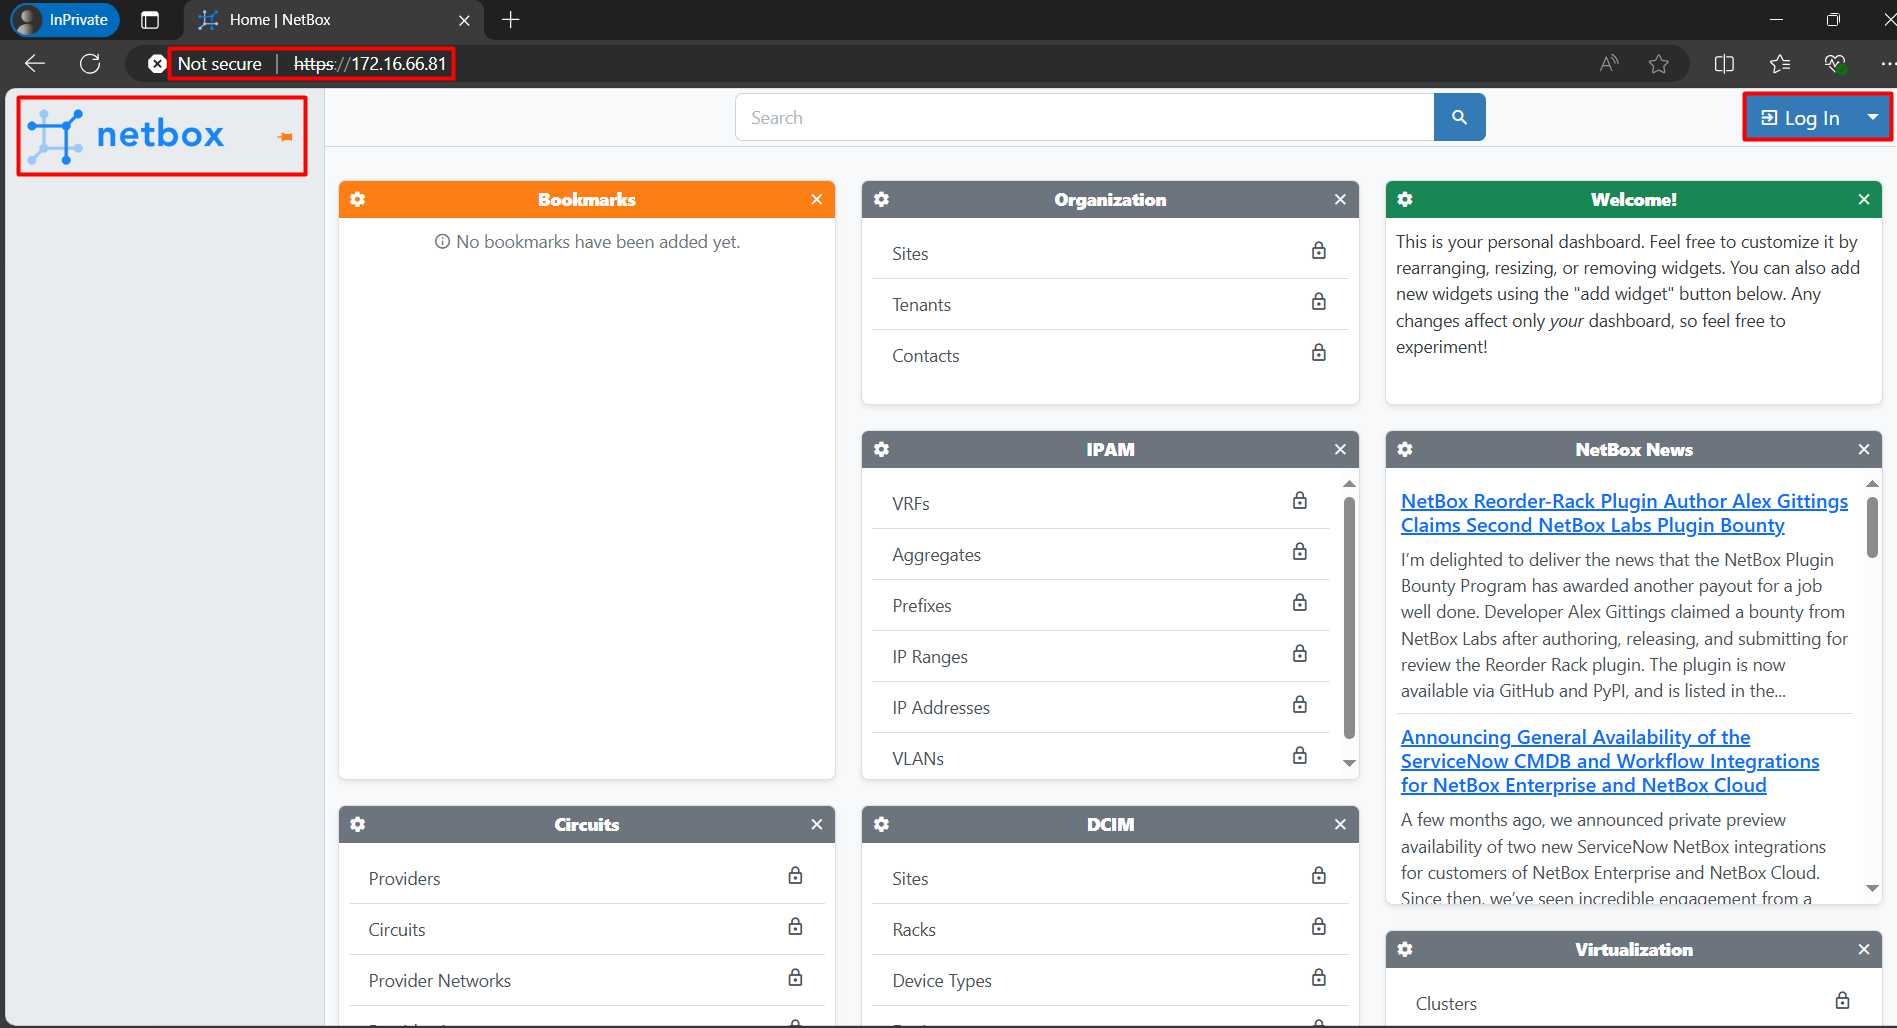 InPrivate
Home | NetBox
Not secure | https://172.16.66.81
netbox
Search
Log In
Bookmarks
No bookmarks have been added yet.
Organization
Sites
Tenants
Contacts
Welcome!
This is your personal dashboard. Feel free to customize it by
rearranging, resizing, or removing widgets. You can also add
new widgets using the "add widget" button below. Any
changes affect only your dashboard, so feel free to
experiment!
IPAM
VRFs
Aggregates
Prefixes
IP Ranges
IP Addresses
VLANs
NetBox News
NetBox Reorder-Rack Plugin Author Alex Gittings
Claims Second NetBox Labs Plugin Bounty
I’m delighted to deliver the news that the NetBox Plugin
Bounty Program has awarded another payout for a job
well done. Developer Alex Gittings claimed a bounty from
NetBox Labs after authoring, releasing, and submitting for
review the Reorder Rack plugin. The plugin is now
available via GitHub and PyPI, and is listed in the...
Announcing General Availability of the
ServiceNow CMDB and Workflow Integrations
for NetBox Enterprise and NetBox Cloud
A few months ago, we announced private preview
availability of two new ServiceNow NetBox integrations
for customers of NetBox Enterprise and NetBox Cloud.
Since then, we’ve seen incredible engagement from a
Circuits
Providers
Circuits
Provider Networks
DCIM
Sites
Racks
Device Types
Virtualization
Clusters